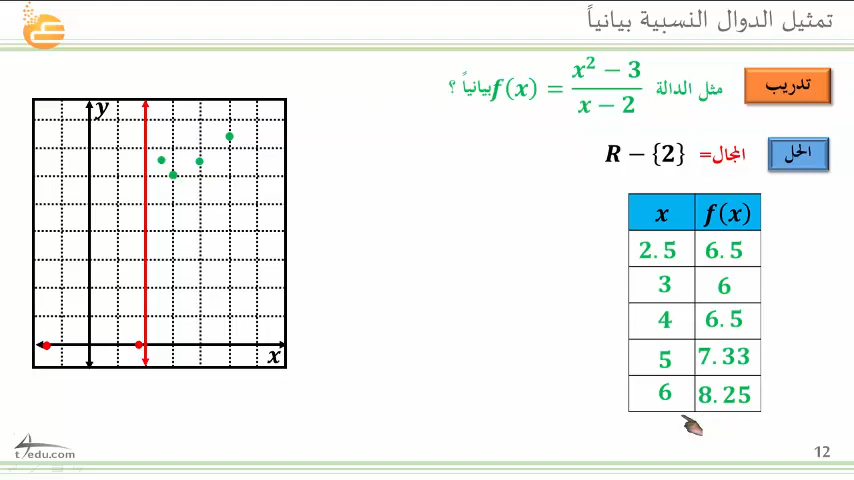 تمثيل الدوال النسبية بيانياً
تدريب
مثل الدالة f(x) = (x² − 3)/(x − 2) بيانياً ؟
الحل
المجال= R − {2}
x f(x)
2.5 6.5
3 6
4 6.5
5 7.33
6 8.25
y
x
t4edu.com
12